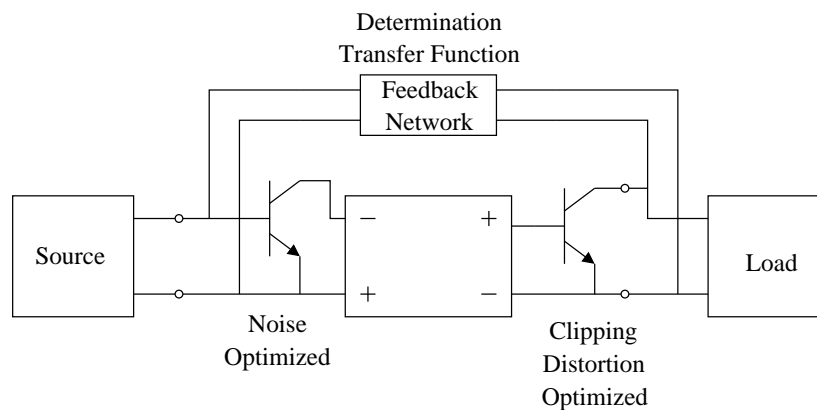 Determination
Transfer Function
Feedback
Network
Source
−
+
+
−
Load
Noise
Optimized
Clipping
Distortion
Optimized